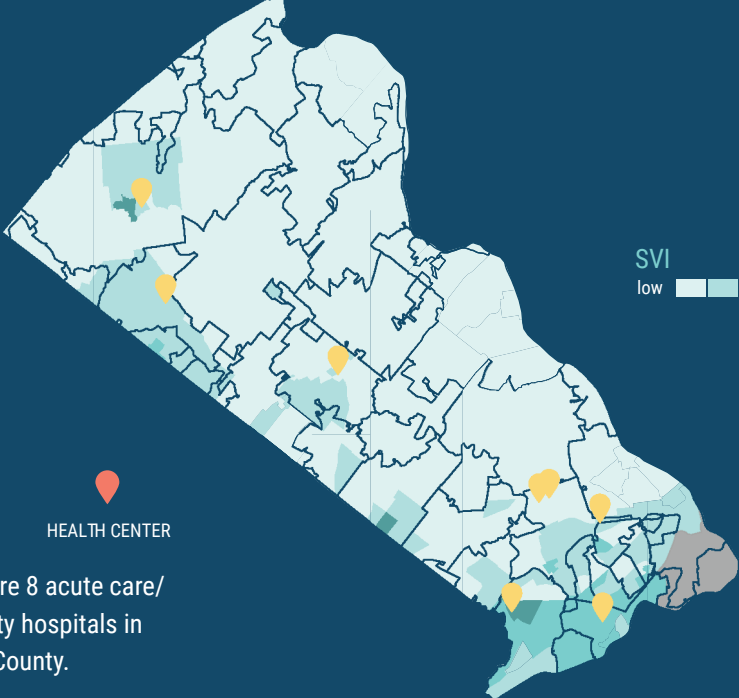 SVI
low
HEALTH CENTER
re 8 acute care/
ty hospitals in
County.